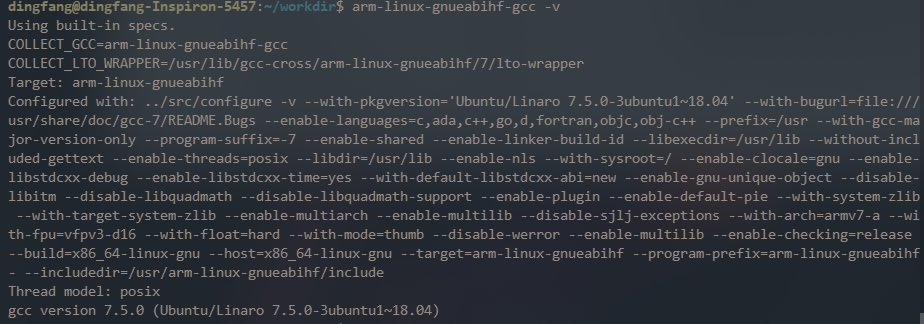 dingfang@dingfang-Inspiron-5457:~/workdir$ arm-linux-gnueabihf-gcc -v
Using built-in specs.
COLLECT_GCC=arm-linux-gnueabihf-gcc
COLLECT_LTO_WRAPPER=/usr/lib/gcc-cross/arm-linux-gnueabihf/7/lto-wrapper
Target: arm-linux-gnueabihf
Configured with: ../src/configure -v --with-pkgversion='Ubuntu/Linaro 7.5.0-3ubuntu1~18.04' --with-bugurl=file:///
usr/share/doc/gcc-7/README.Bugs --enable-languages=c,ada,c++,go,d,fortran,objc,obj-c++ --prefix=/usr --with-gcc-ma
jor-version-only --program-suffix=-7 --enable-shared --enable-linker-build-id --libexecdir=/usr/lib --without-incl
uded-gettext --enable-threads=posix --libdir=/usr/lib --enable-nls --with-sysroot=/ --enable-clocale=gnu --enable-
libstdcxx-debug --enable-libstdcxx-time=yes --with-default-libstdcxx-abi=new --enable-gnu-unique-object --disable-
libitm --disable-libquadmath --disable-libquadmath-support --enable-plugin --enable-default-pie --with-system-zlib
 --with-target-system-zlib --enable-multiarch --enable-multilib --disable-sjlj-exceptions --with-arch=armv7-a --wi
th-fpu=vfpv3-d16 --with-float=hard --with-mode=thumb --disable-werror --enable-multilib --enable-checking=release
--build=x86_64-linux-gnu --host=x86_64-linux-gnu --target=arm-linux-gnueabihf --program-prefix=arm-linux-gnueabihf
- --includedir=/usr/arm-linux-gnueabihf/include
Thread model: posix
gcc version 7.5.0 (Ubuntu/Linaro 7.5.0-3ubuntu1~18.04)